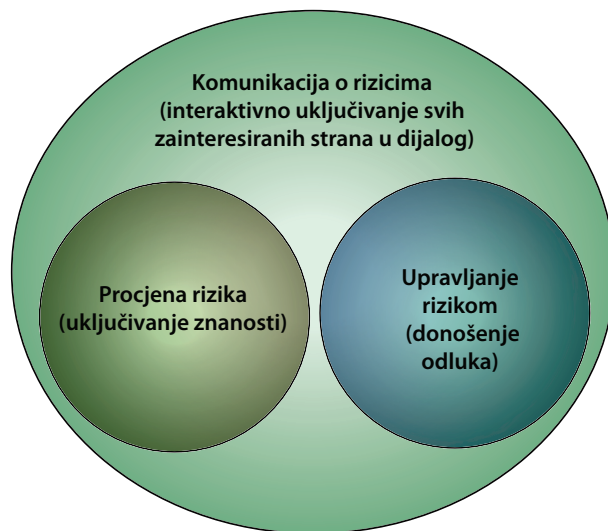 Komunikacija o rizicima
(interaktivno uključivanje svih
zainteresiranih strana u dijalog)
Procjena rizika
(uključivanje znanosti)
Upravljanje
rizikom
(donošenje
odluka)